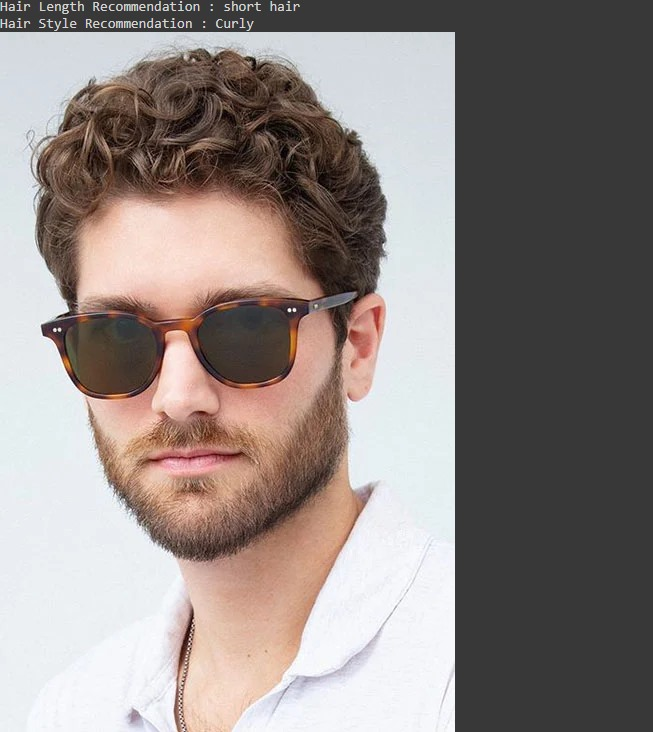 Hair Length Recommendation : short hair
Hair Style Recommendation : Curly